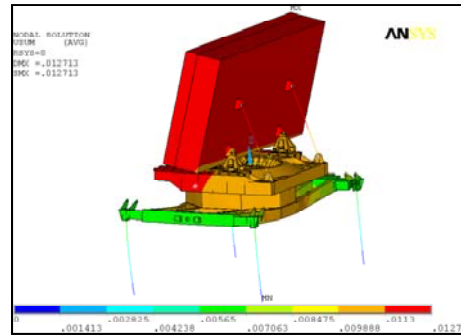 MX
NODAL SOLUTION
USUM (AVG)
RSYS=0
DMX =.012713
SMX =.012713
ANSYS
MN
0 .002825 .00565 .008475 .0113
.001413 .004238 .007063 .009888 .0127